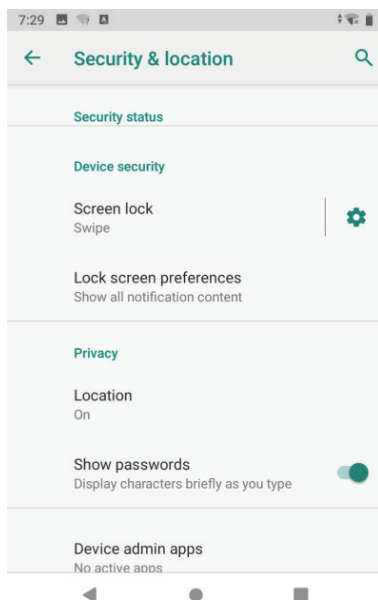 7:29
Security & location
Security status
Device security
Screen lock
Swipe
Lock screen preferences
Show all notification content
Privacy
Location
On
Show passwords
Display characters briefly as you type
Device admin apps
No active apps